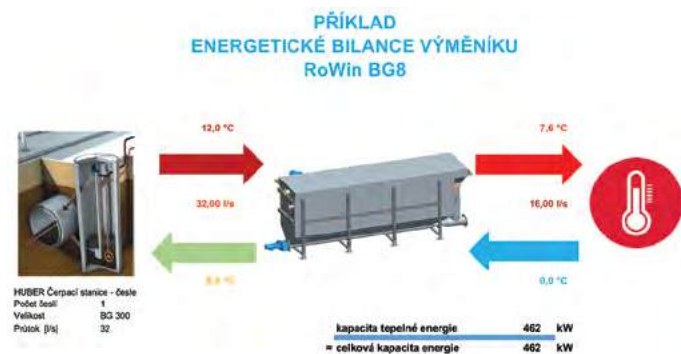 PŘÍKLAD
ENERGETICKÉ BILANCE VÝMĚNÍKU
RoWin BG8
12,0 °C
7,6 °C
32,00 l/s
16,00 l/s
°C
0,0 °C
HUBER Čerpací stanice - česle
Počet česlí 1
Velikost BG 300
Průtok [l/s] 32
kapacita tepelné energie 462 kW
= celková kapacita energie 462 kW